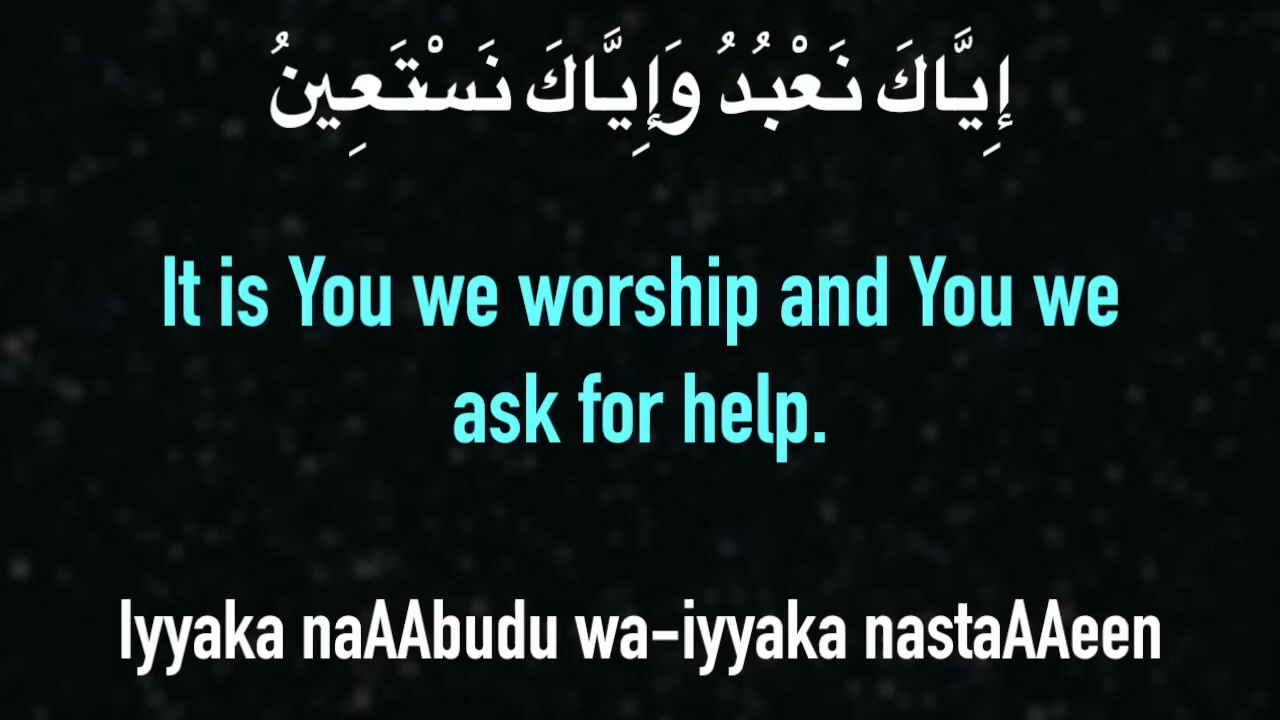 إِيَّاكَ نَعْبُدُ وَإِيَّاكَ نَسْتَعِينُ
It is You we worship and You we
ask for help.
Iyyaka naAAbudu wa-iyyaka nastaAAeen